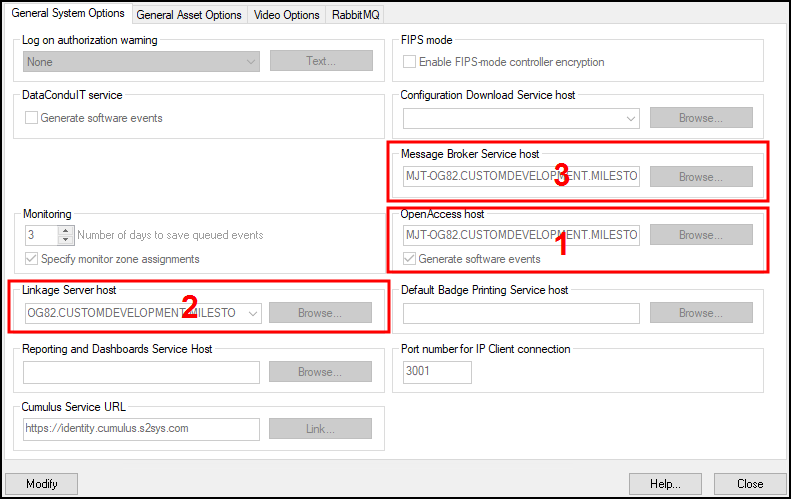 General System Options
General Asset Options
Video Options
RabbitMQ
Log on authorization warning
None
Text...
FIPS mode
Enable FIPS-mode controller encryption
DataConduIT service
Generate software events
Configuration Download Service host
Browse...
Message Broker Service host
MJT-OG82.CUSTOMDEVELOPMENT.MILESTO
Browse...
3
Monitoring
3
Number of days to save queued events
Specify monitor zone assignments
OpenAccess host
MJT-OG82.CUSTOMDEVELOPMENT.MILESTO
Browse...
1
Generate software events
Linkage Server host
OG82.CUSTOMDEVELOPMENT.MILESTO
Browse...
2
Default Badge Printing Service host
Browse...
Reporting and Dashboards Service Host
Browse...
Port number for IP Client connection
3001
Cumulus Service URL
https://identity.cumulus.s2sys.com
Link...
Modify
Help...
Close